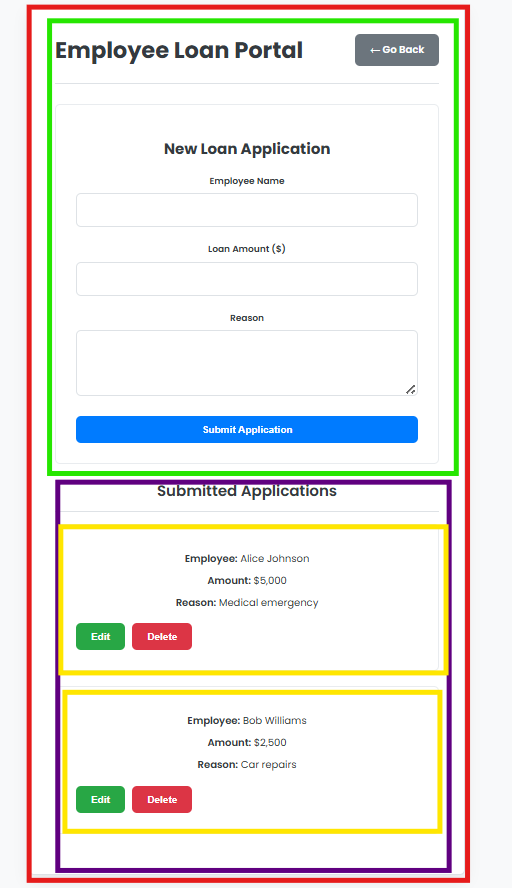 Employee Loan Portal
← Go Back
New Loan Application
Employee Name
Loan Amount ($)
Reason
Submit Application
Submitted Applications
Employee: Alice Johnson
Amount: $5,000
Reason: Medical emergency
Edit
Delete
Employee: Bob Williams
Amount: $2,500
Reason: Car repairs
Edit
Delete